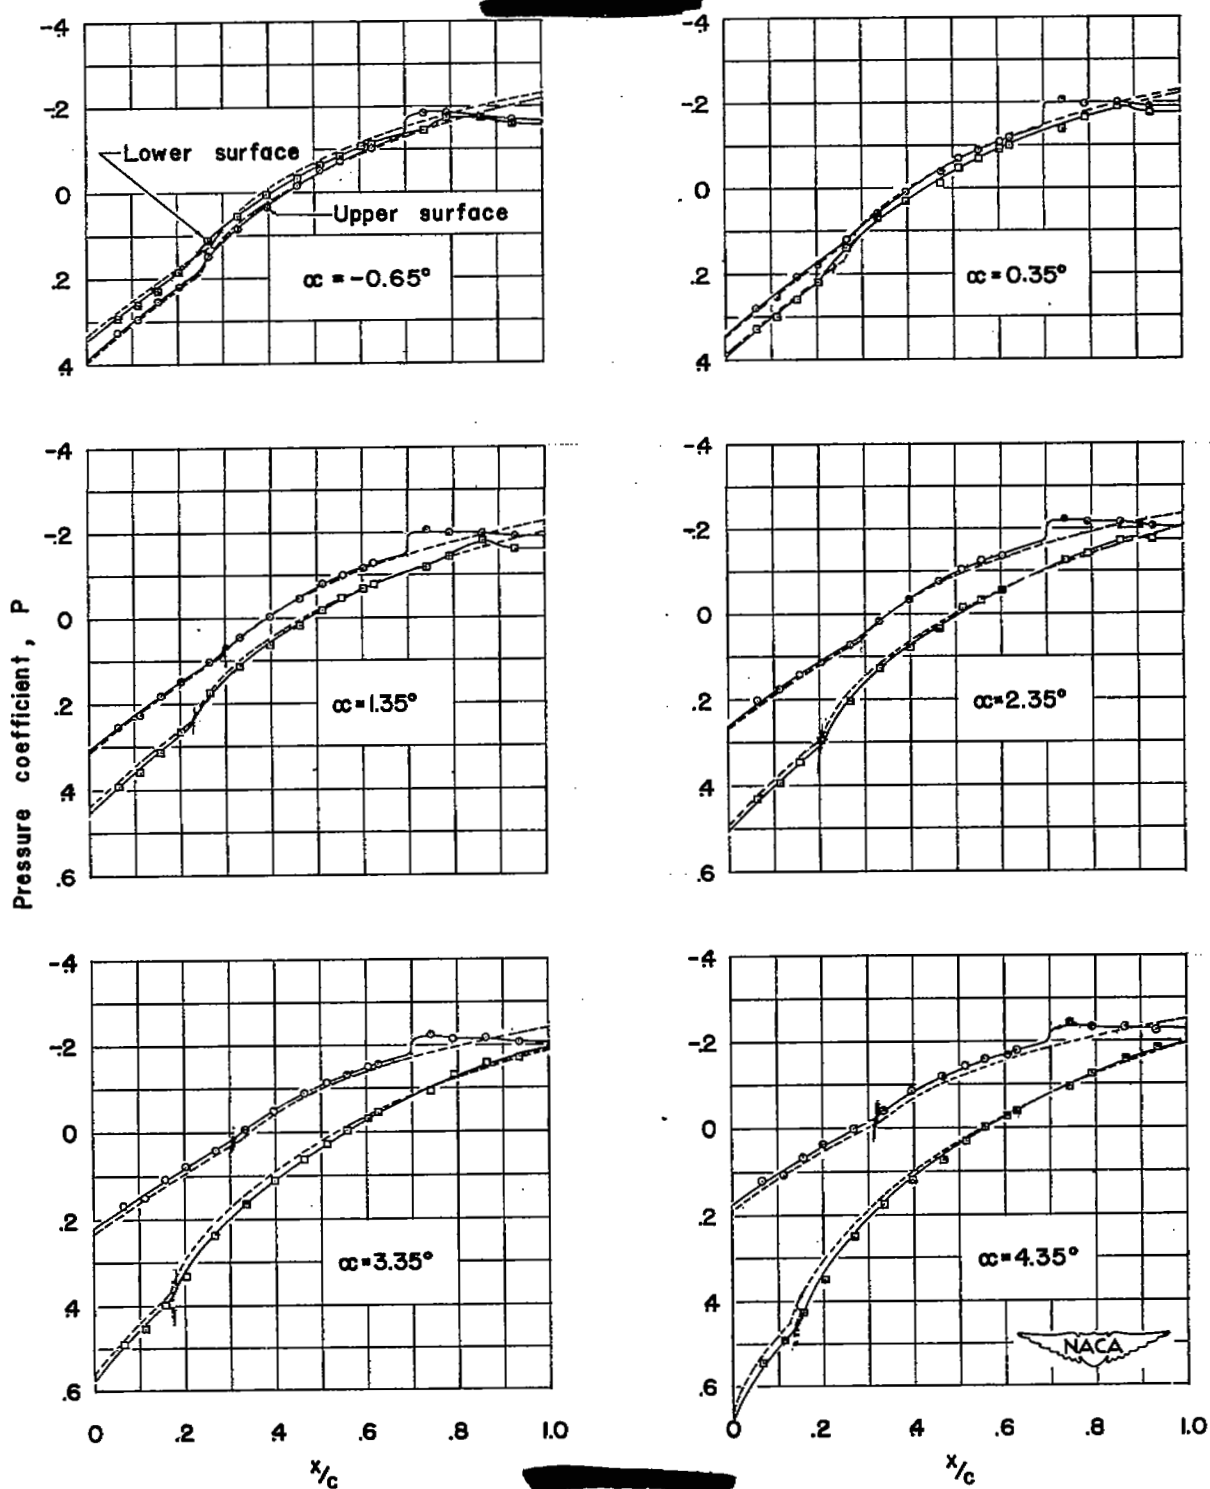 -.4
-.2
0
.2
.4
Lower surface
Upper surface
α = -0.65°
-.4
-.2
0
.2
.4
α = 0.35°
-.4
-.2
0
.2
.4
.6
α = 1.35°
-.4
-.2
0
.2
.4
.6
α = 2.35°
Pressure coefficient, P
-.4
-.2
0
.2
.4
.6
α = 3.35°
0 .2 .4 .6 .8 1.0
x/c
-.4
-.2
0
.2
.4
.6
α = 4.35°
NACA
0 .2 .4 .6 .8 1.0
x/c